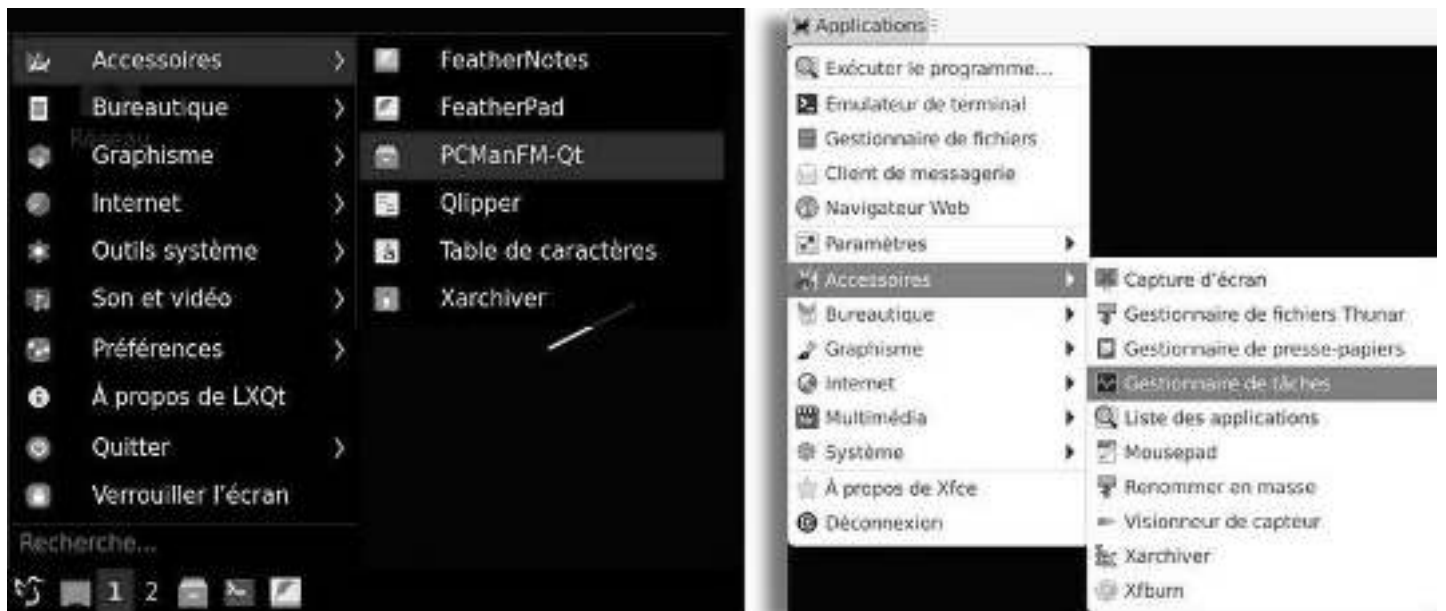 Accessoires
Bureautique
Réseau
Graphisme
Internet
Outils système
Son et vidéo
Préférences
À propos de LXQt
Quitter
Verrouiller l'écran
Recherche...
1 2
FeatherNotes
FeatherPad
PCManFM-Qt
Qlipper
Table de caractères
Xarchiver
Applications
Exécuter le programme...
Émulateur de terminal
Gestionnaire de fichiers
Client de messagerie
Navigateur Web
Paramètres
Accessoires
Bureautique
Graphisme
Internet
Multimédia
Système
À propos de Xfce
Déconnexion
Capture d'écran
Gestionnaire de fichiers Thunar
Gestionnaire de presse-papiers
Gestionnaire de tâches
Liste des applications
Mousepad
Renommer en masse
Visionneur de capteur
Xarchiver
Xfburn